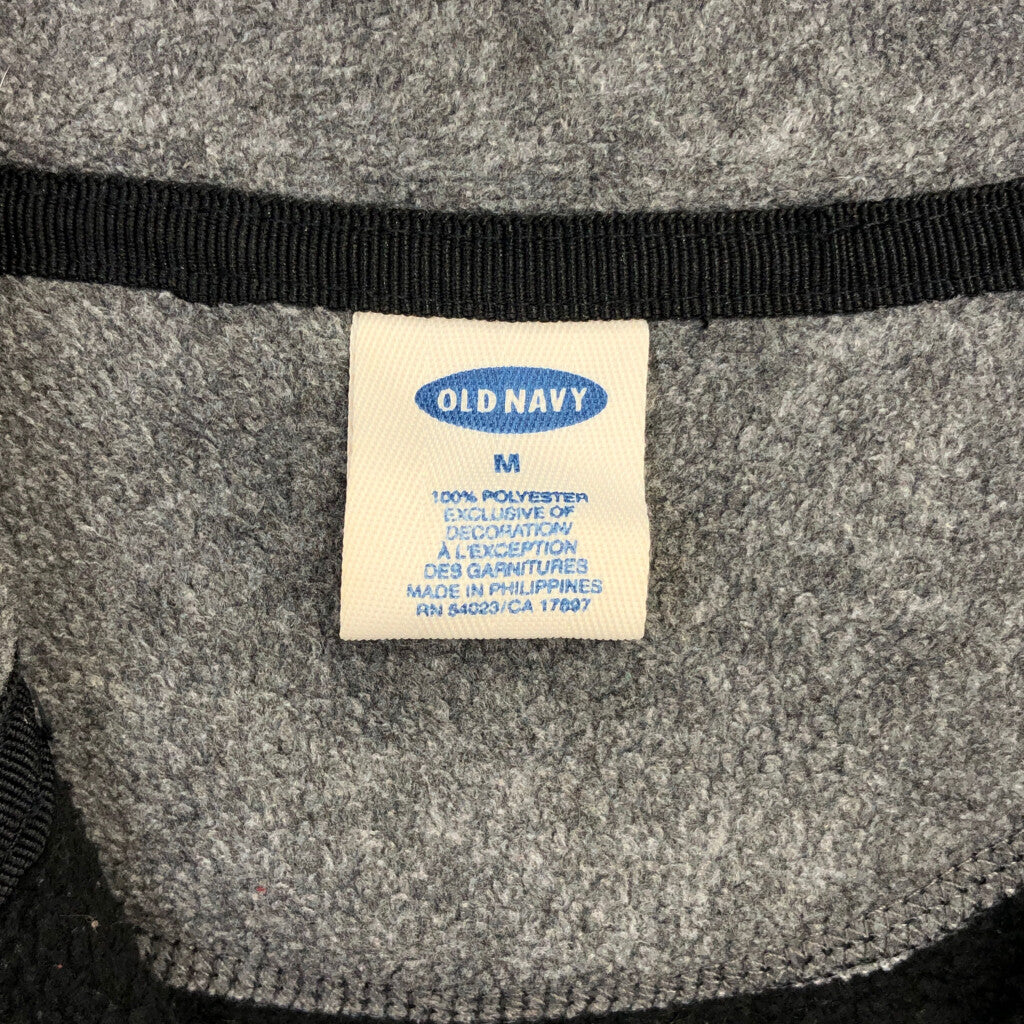 OLD NAVY
M
100% POLYESTER
EXCLUSIVE OF
DECORATION/
À L'EXCEPTION
DES GARNITURES
MADE IN PHILIPPINES
RN 54023/CA 17897